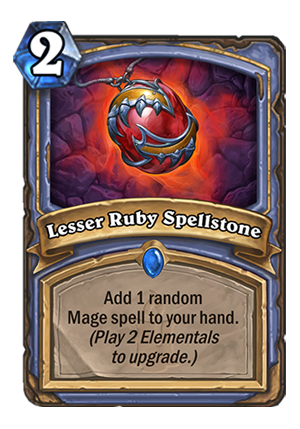 2
Lesser Ruby Spellstone
Add 1 random
Mage spell to your hand.
(Play 2 Elementals
to upgrade.)